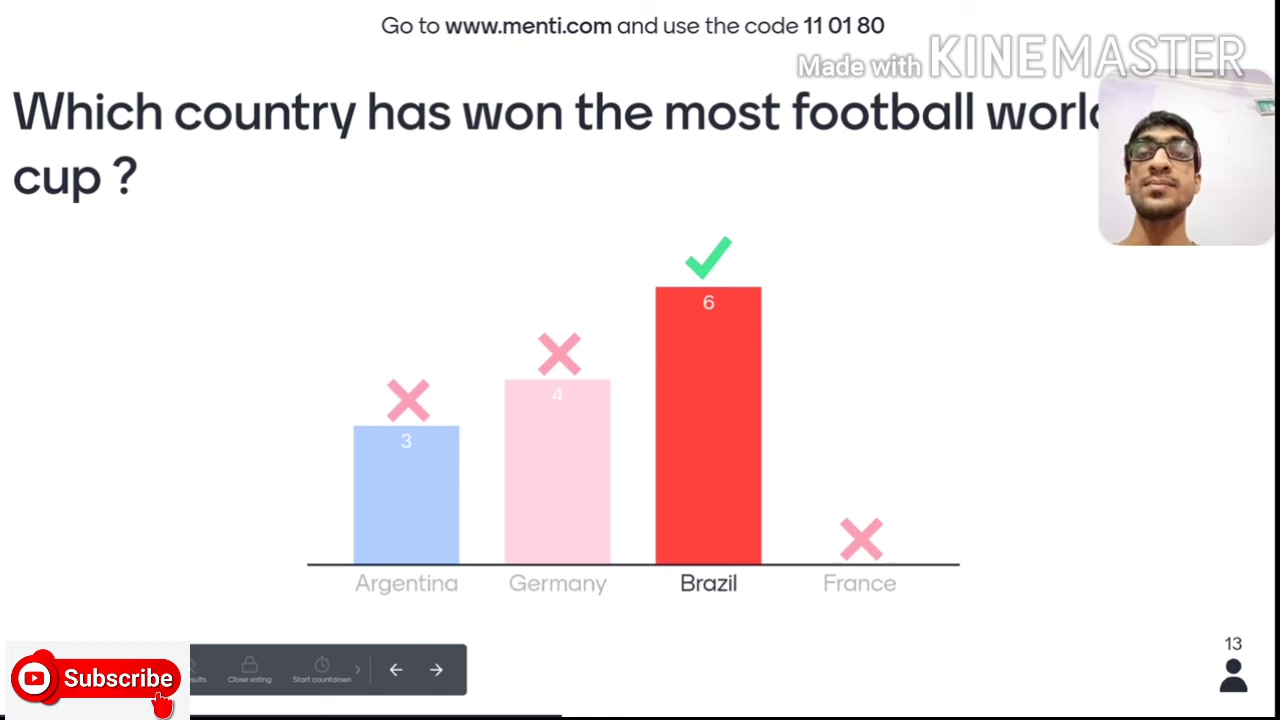 Go to www.menti.com and use the code 11 01 80
Made with KINEMASTER
Which country has won the most football world
cup ?
6
4
3
Argentina Germany Brazil France
13
Subscribe
Close voting
Start countdown